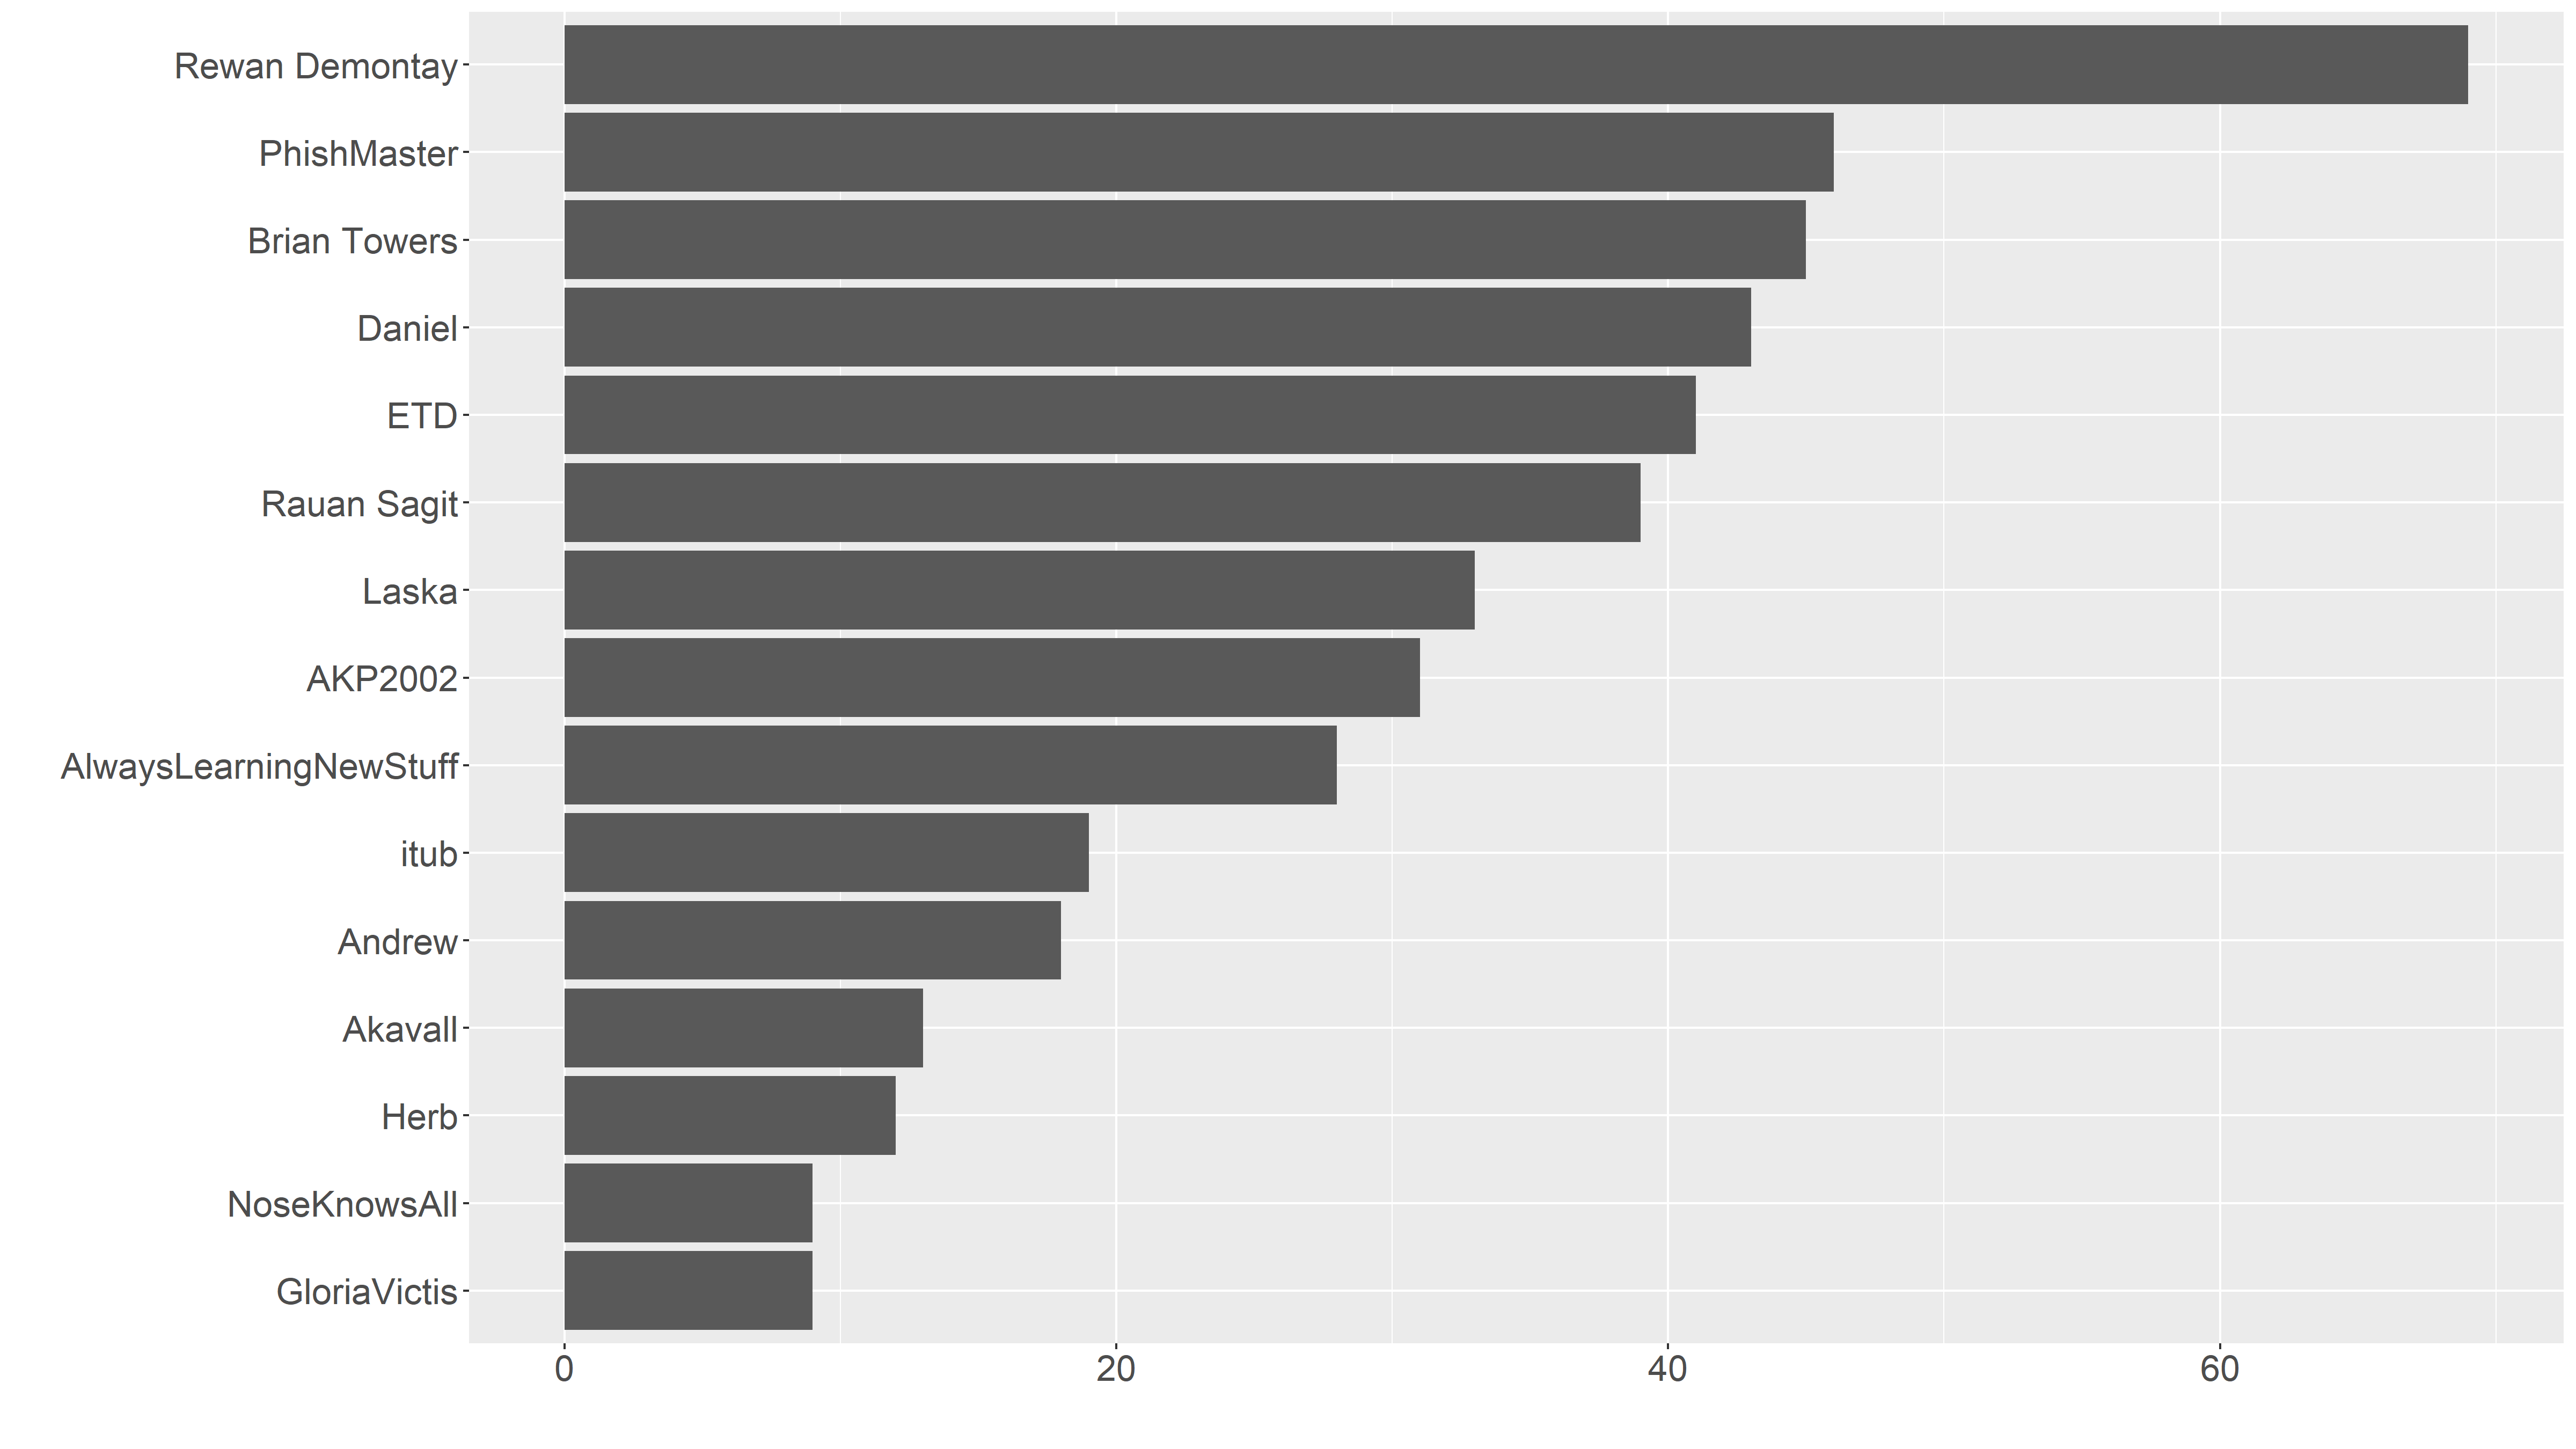 Rewan Demontay
PhishMaster
Brian Towers
Daniel
ETD
Rauan Sagit
Laska
AKP2002
AlwaysLearningNewStuff
itub
Andrew
Akavall
Herb
NoseKnowsAll
GloriaVictis
0 20 40 60